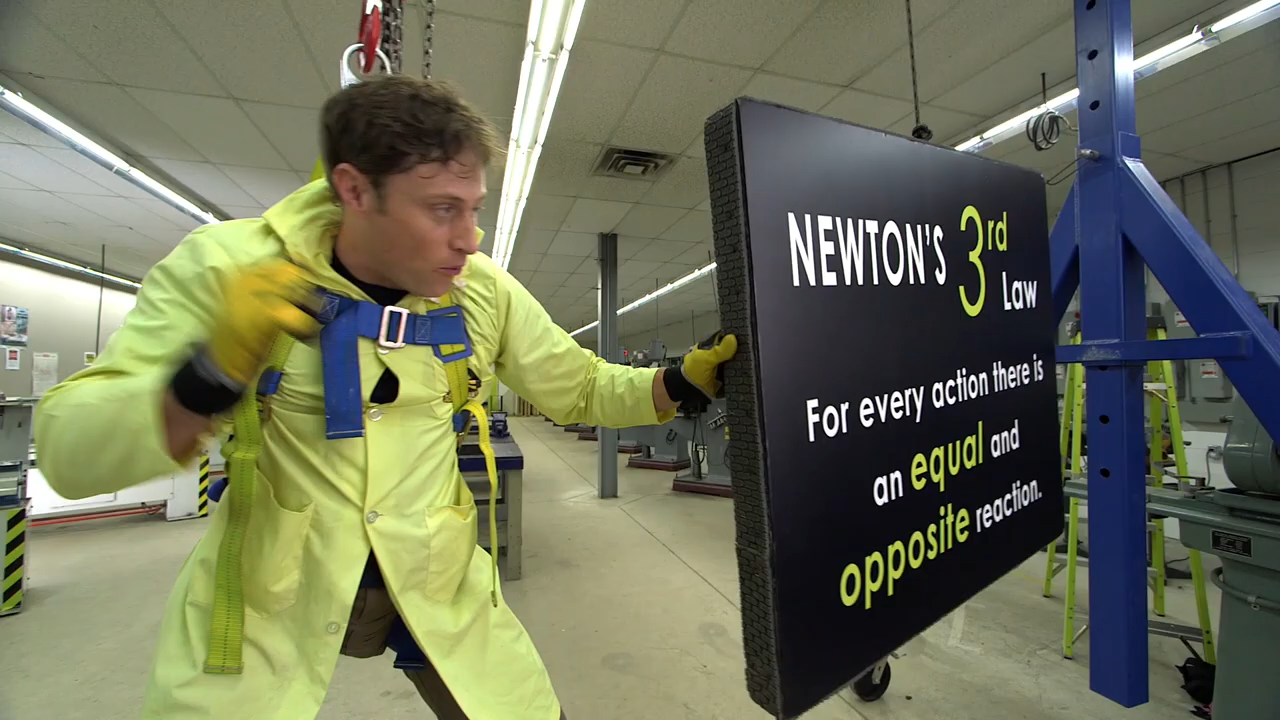 NEWTON'S 3rd
Law
For every action there is
an equal and
opposite reaction.